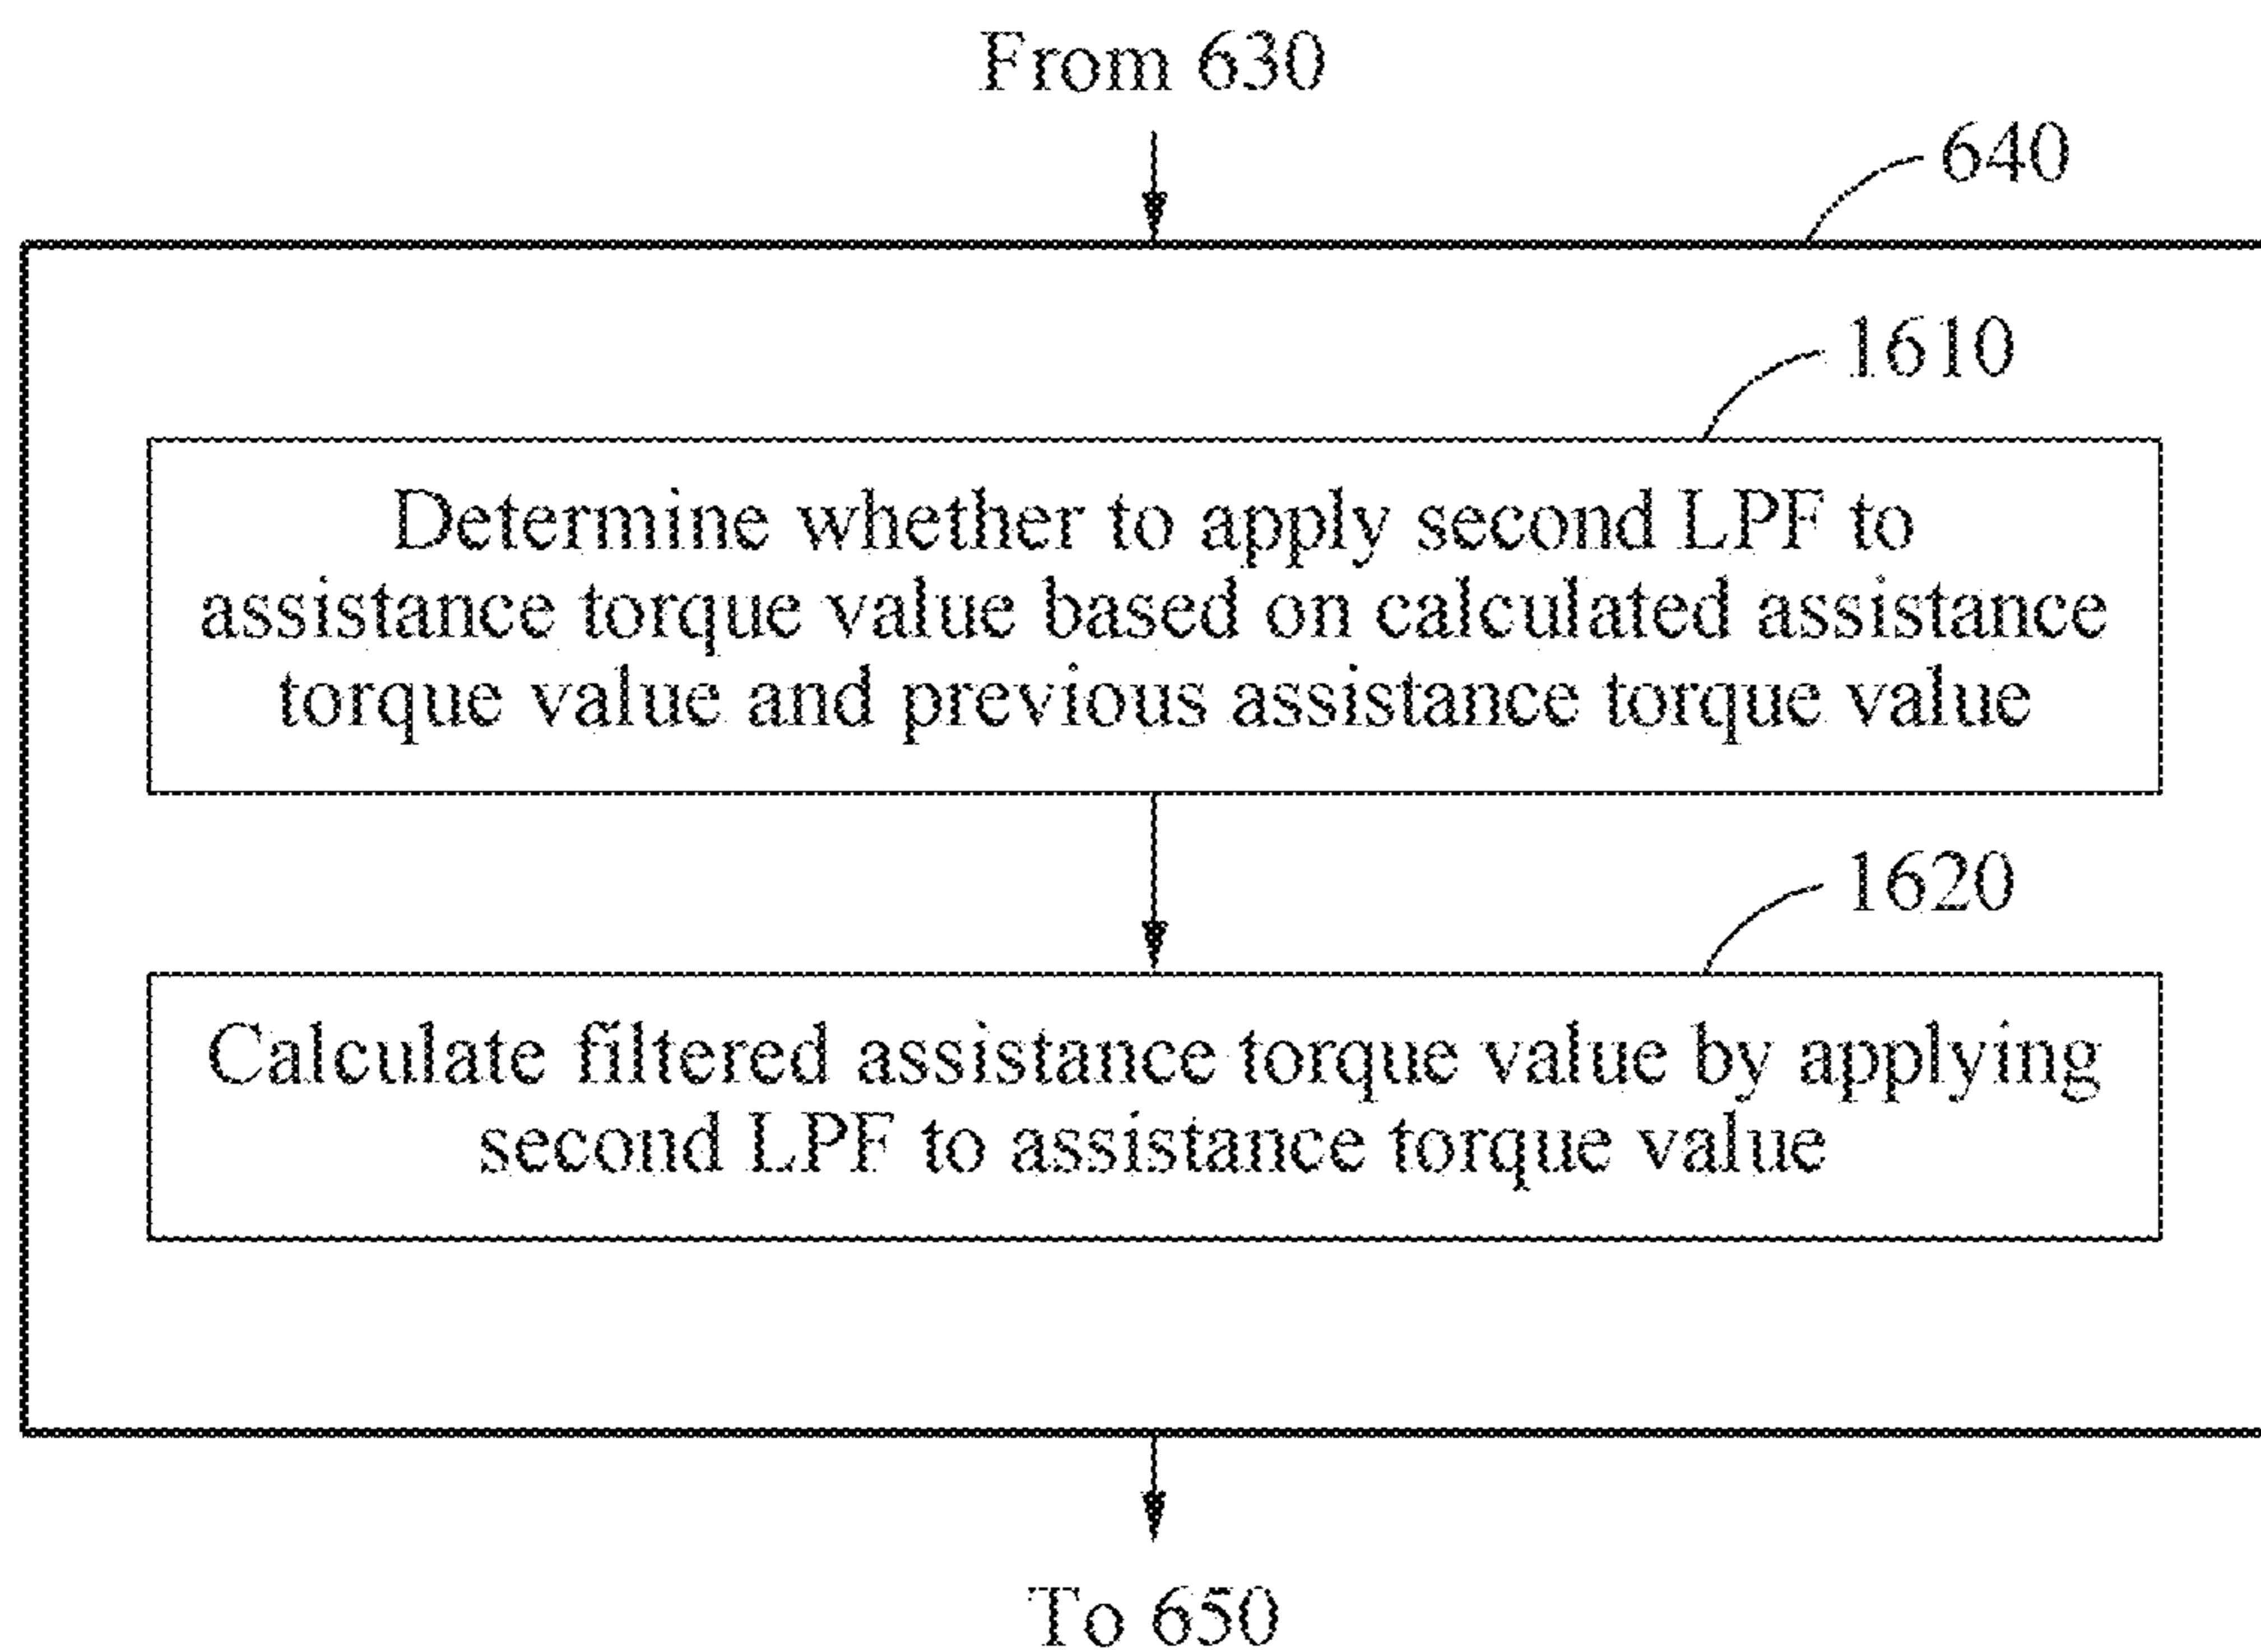 From 630
640
1610
Determine whether to apply second LPF to
assistance torque value based on calculated assistance
torque value and previous assistance torque value
1620
Calculate filtered assistance torque value by applying
second LPF to assistance torque value
To 650